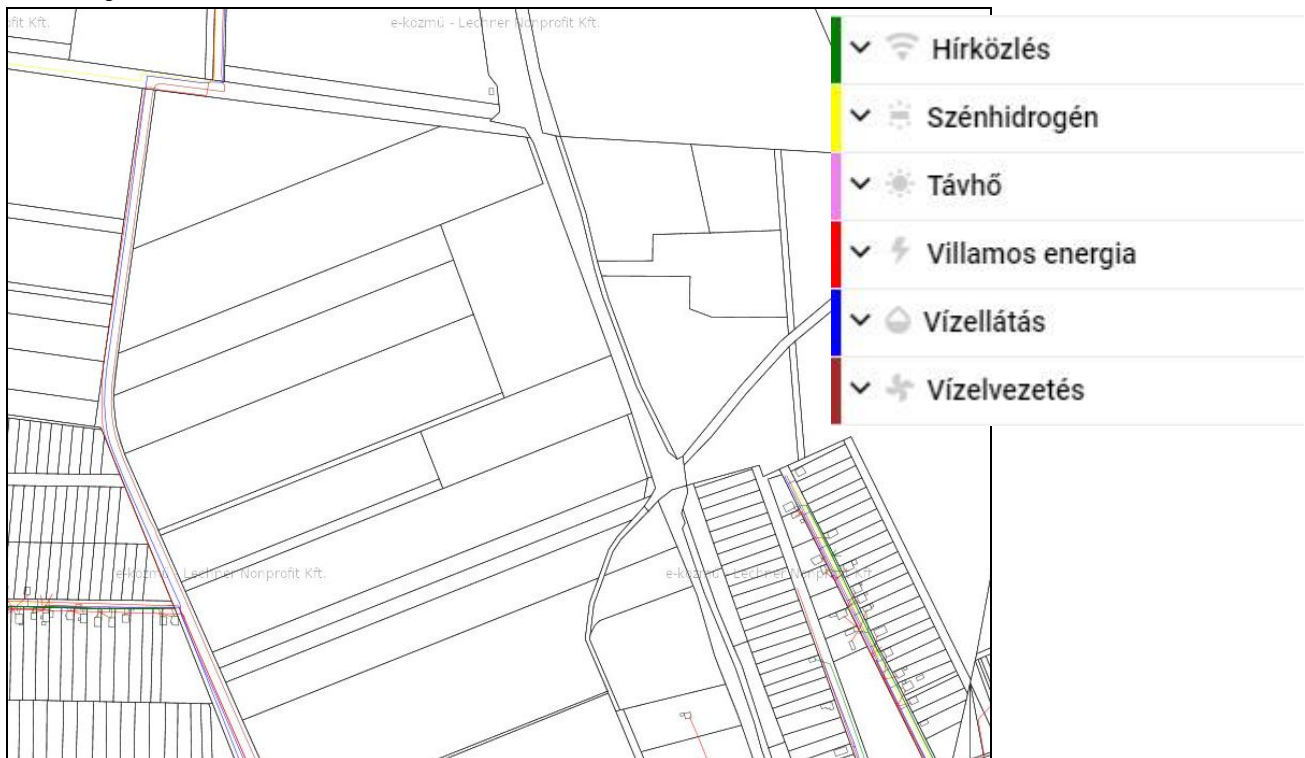 fit Kft.
e-közmű - Lechner Nonprofit Kft.
Hírközlés
Szénhidrogén
Távhő
Villamos energia
Vízellátás
Vízelvezetés
e-közmű - Lechner Nonprofit Kft.
e-közmű - Lechner Nonprofit Kft.